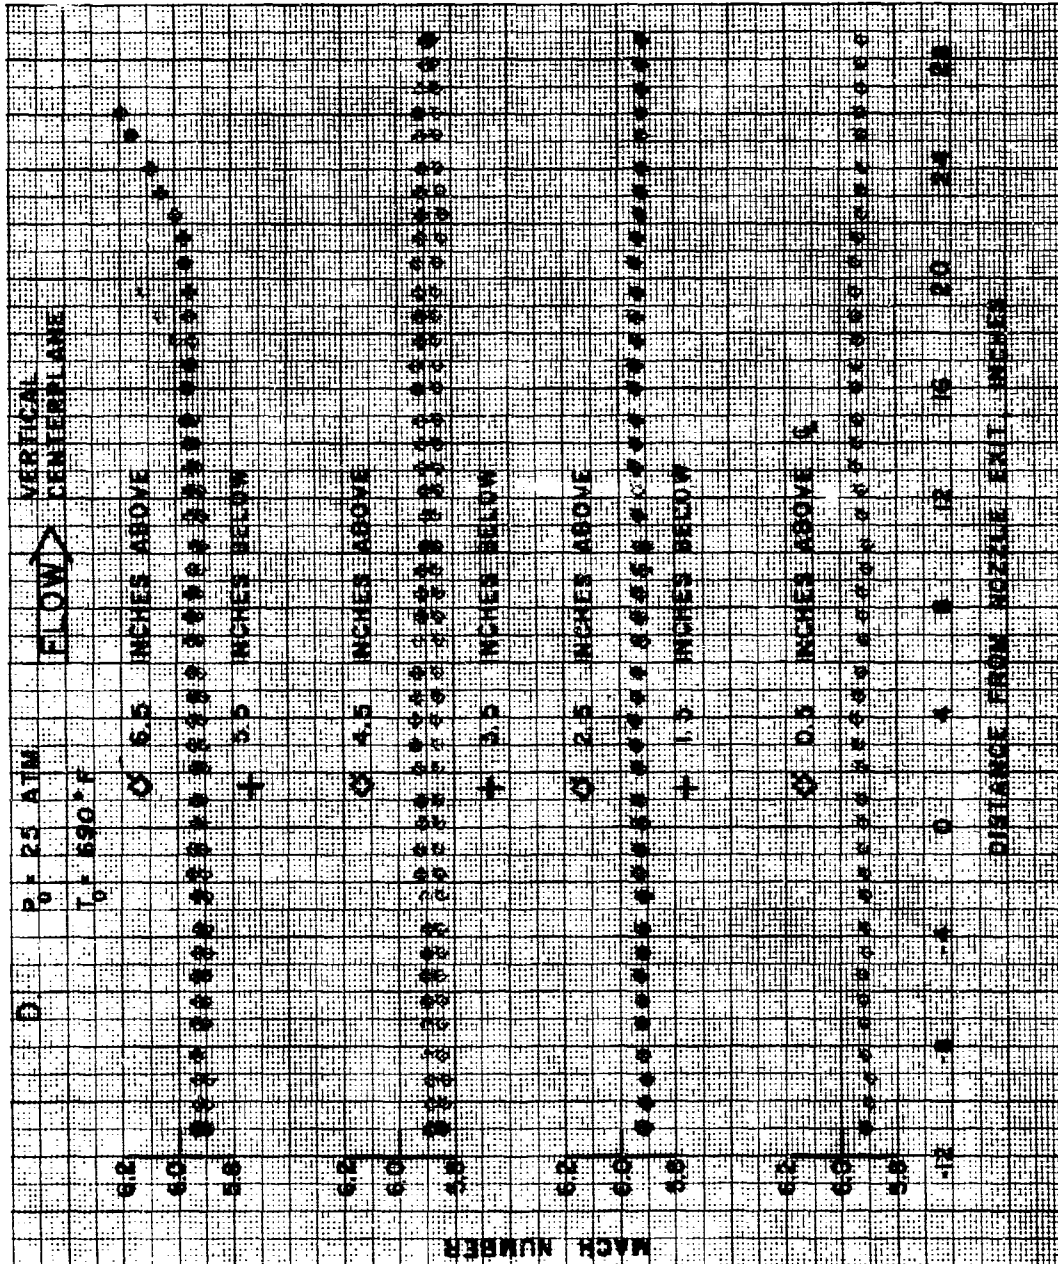 D.
P₀ = 25 ATM
T₀ = 690°F
FLOW
VERTICAL
CENTERPLANE
6.5 INCHES ABOVE
5.5 INCHES BELOW
4.5 INCHES ABOVE
3.5 INCHES BELOW
2.5 INCHES ABOVE
1.5 INCHES BELOW
0.5 INCHES ABOVE ℄
MACH NUMBER
6.2
6.0
5.8
6.2
6.0
5.8
6.2
6.0
5.8
6.2
6.0
5.8
-12 -8 -4 0 4 8 12 16 20 24 28
DISTANCE FROM NOZZLE EXIT, INCHES